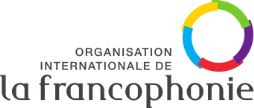 ORGANISATION
INTERNATIONALE DE
la francophonie